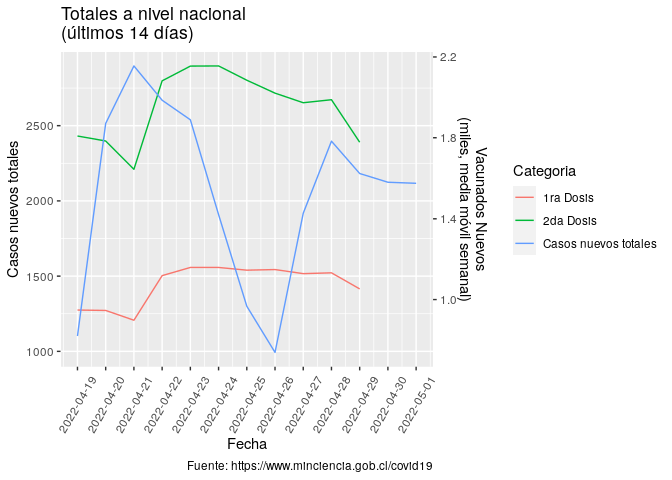 Totales a nivel nacional
(últimos 14 días)
Casos nuevos totales
2500
2000
1500
1000
2.2
1.8
1.4
1.0
Vacunados Nuevos
(miles, media móvil semanal)
2022-04-19
2022-04-20
2022-04-21
2022-04-22
2022-04-23
2022-04-24
2022-04-25
2022-04-26
2022-04-27
2022-04-28
2022-04-29
2022-04-30
2022-05-01
Fecha
Fuente: https://www.minciencia.gob.cl/covid19
Categoria
1ra Dosis
2da Dosis
Casos nuevos totales